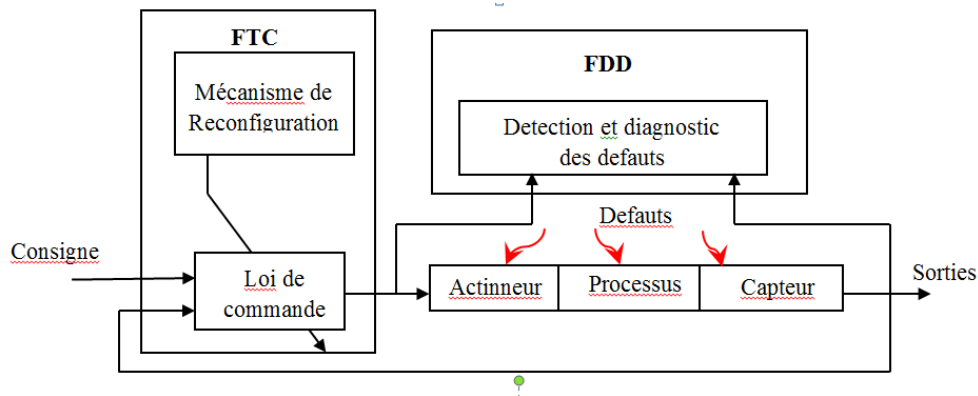 FTC
Mécanisme de
Reconfiguration
FDD
Detection et diagnostic
des defauts
Defauts
Consigne
Loi de
commande
Actinneur
Processus
Capteur
Sorties